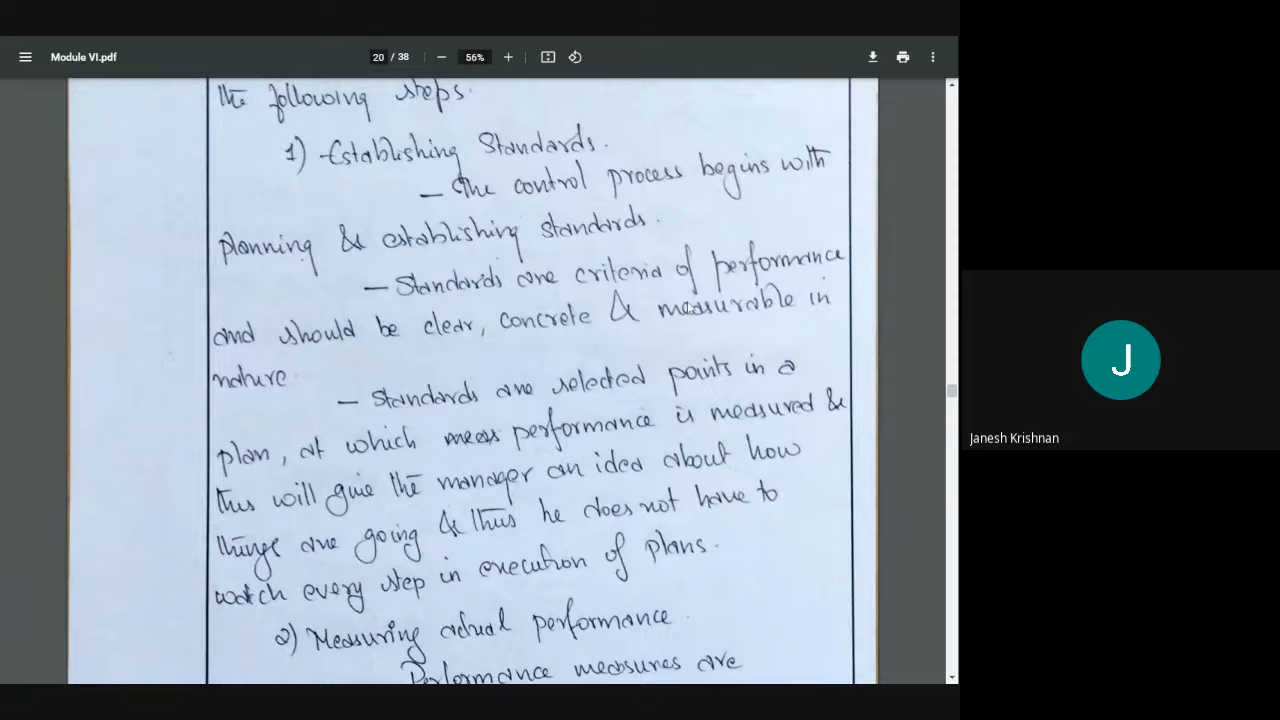 Module VI.pdf
20 / 38
56%
the following steps.
1) Establishing Standards.
— The control process begins with
planning & establishing standards.
— Standards are criteria of performance
and should be clear, concrete & measurable in
nature.
— Standards are selected points in a
plan, at which meas performance is measured &
this will give the manager an idea about how
things are going & thus he does not have to
watch every step in execution of plans.
2) Measuring actual performance.
Performance measures are
J
Janesh Krishnan